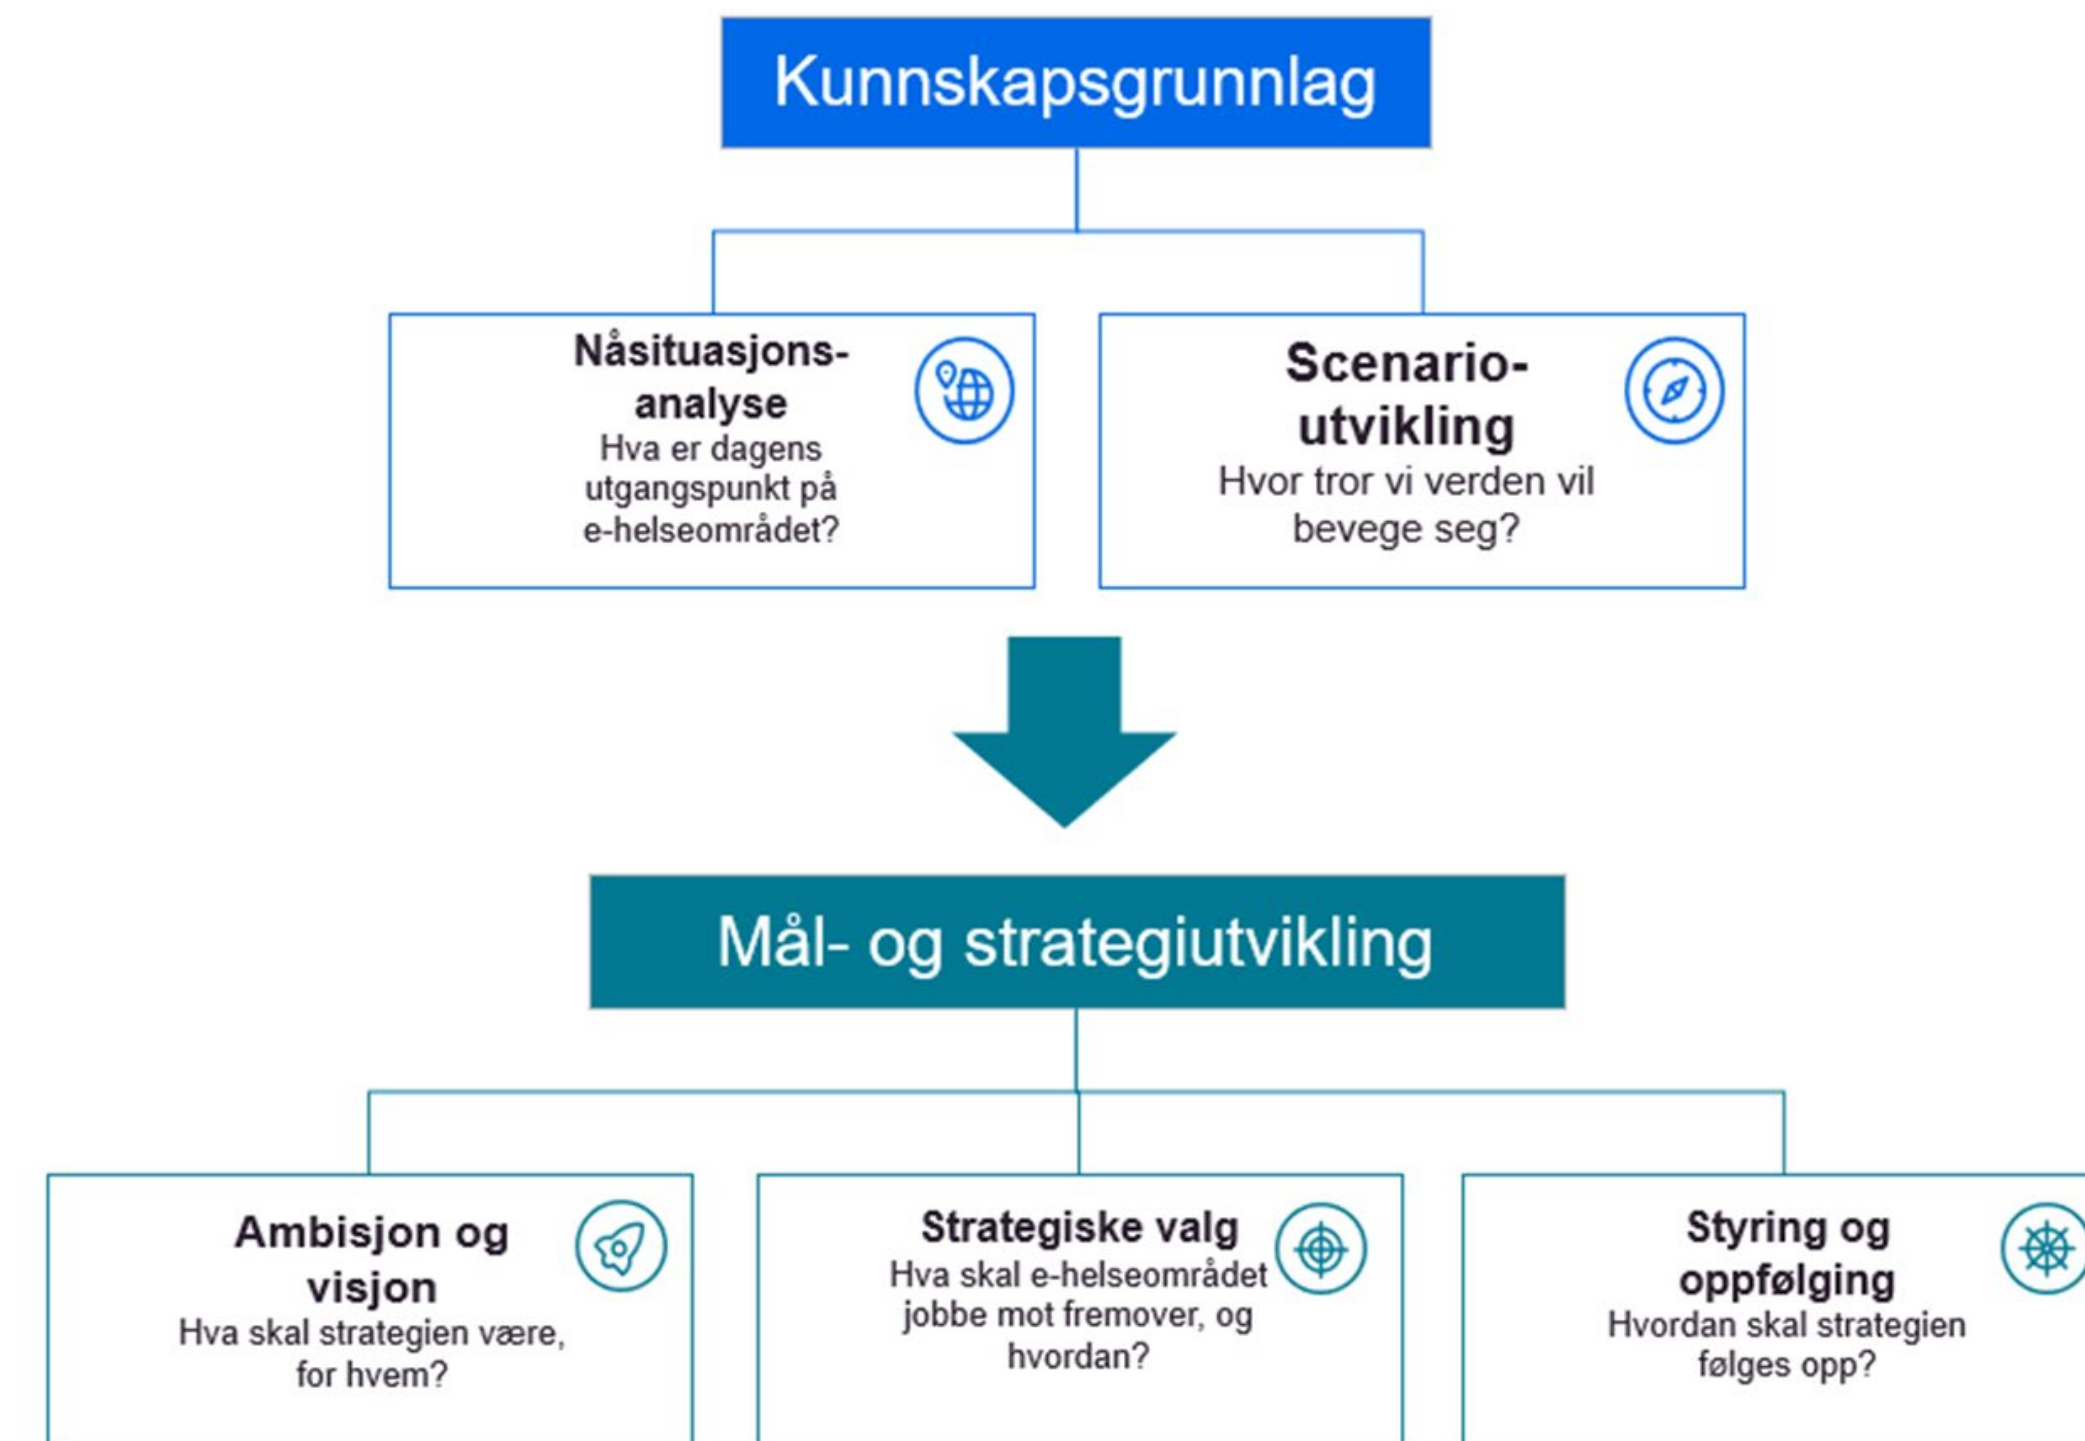 Kunnskapsgrunnlag
Nåsituasjons-
analyse
Hva er dagens
utgangspunkt på
e-helseområdet?
Scenario-
utvikling
Hvor tror vi verden vil
bevege seg?
Mål- og strategiutvikling
Ambisjon og
visjon
Hva skal strategien være,
for hvem?
Strategiske valg
Hva skal e-helseområdet
jobbe mot fremover, og
hvordan?
Styring og
oppfølging
Hvordan skal strategien
følges opp?